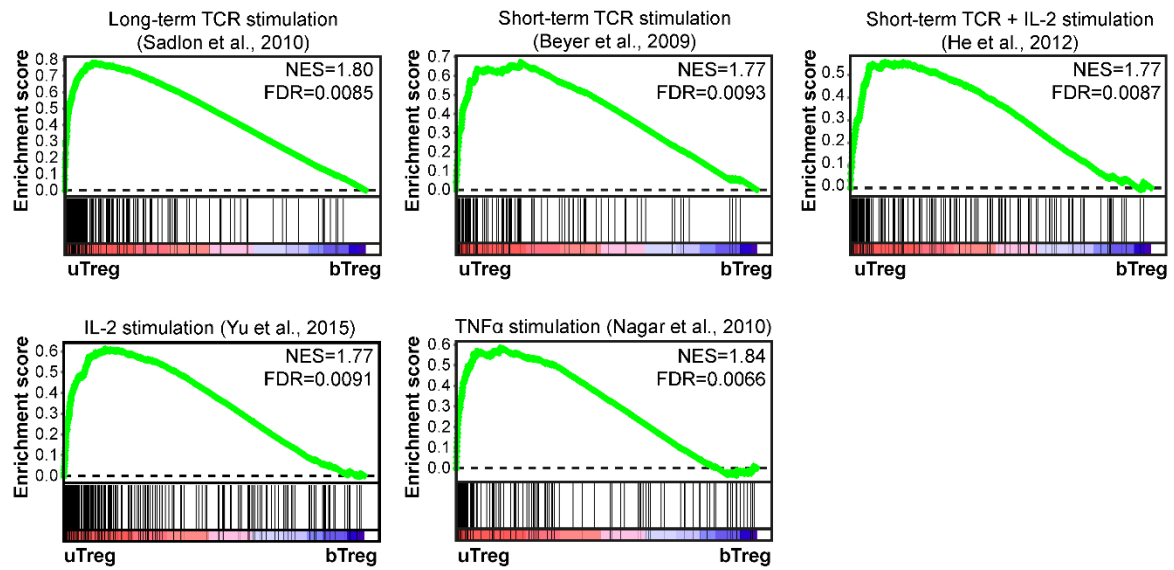 Long-term TCR stimulation
(Sadlon et al., 2010)
Enrichment score
0.8
0.7
0.6
0.5
0.4
0.3
0.2
0.1
0.0
NES=1.80
FDR=0.0085
uTreg bTreg
Short-term TCR stimulation
(Beyer et al., 2009)
Enrichment score
0.7
0.6
0.5
0.4
0.3
0.2
0.1
0.0
NES=1.77
FDR=0.0093
uTreg bTreg
Short-term TCR + IL-2 stimulation
(He et al., 2012)
Enrichment score
0.5
0.4
0.3
0.2
0.1
0.0
NES=1.77
FDR=0.0087
uTreg bTreg
IL-2 stimulation (Yu et al., 2015)
Enrichment score
0.6
0.5
0.4
0.3
0.2
0.1
0.0
NES=1.77
FDR=0.0091
uTreg bTreg
TNFα stimulation (Nagar et al., 2010)
Enrichment score
0.6
0.5
0.4
0.3
0.2
0.1
0.0
NES=1.84
FDR=0.0066
uTreg bTreg